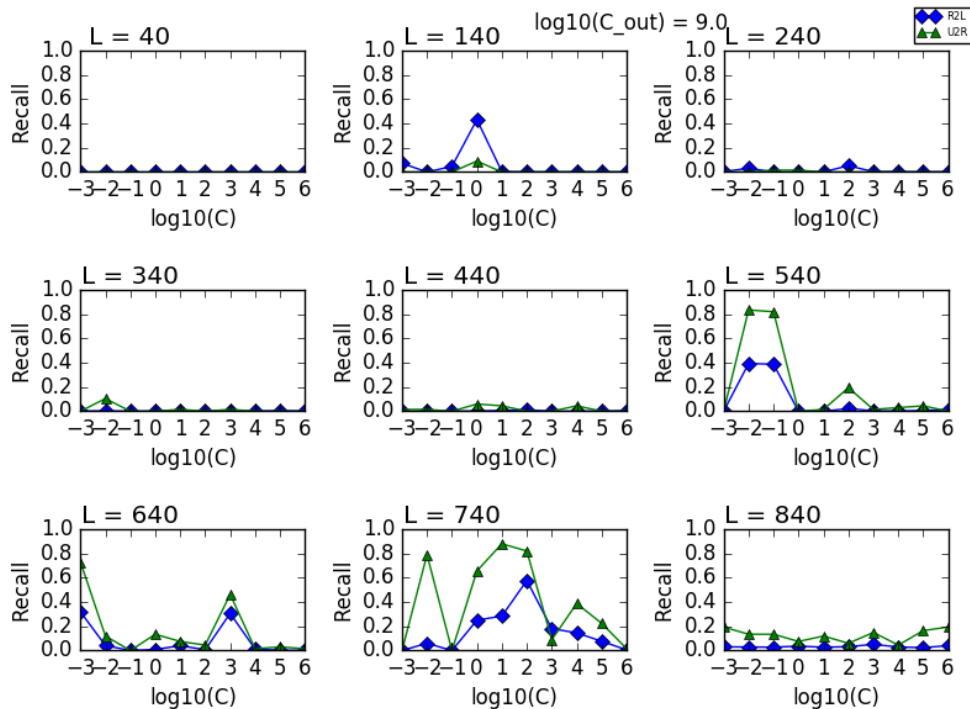 log10(C_out) = 9.0
R2L
U2R
L = 40
Recall
1.0
0.8
0.6
0.4
0.2
0.0
−3 −2 −1 0 1 2 3 4 5 6
log10(C)
L = 140
Recall
1.0
0.8
0.6
0.4
0.2
0.0
−3 −2 −1 0 1 2 3 4 5 6
log10(C)
L = 240
Recall
1.0
0.8
0.6
0.4
0.2
0.0
−3 −2 −1 0 1 2 3 4 5 6
log10(C)
L = 340
Recall
1.0
0.8
0.6
0.4
0.2
0.0
−3 −2 −1 0 1 2 3 4 5 6
log10(C)
L = 440
Recall
1.0
0.8
0.6
0.4
0.2
0.0
−3 −2 −1 0 1 2 3 4 5 6
log10(C)
L = 540
Recall
1.0
0.8
0.6
0.4
0.2
0.0
−3 −2 −1 0 1 2 3 4 5 6
log10(C)
L = 640
Recall
1.0
0.8
0.6
0.4
0.2
0.0
−3 −2 −1 0 1 2 3 4 5 6
log10(C)
L = 740
Recall
1.0
0.8
0.6
0.4
0.2
0.0
−3 −2 −1 0 1 2 3 4 5 6
log10(C)
L = 840
Recall
1.0
0.8
0.6
0.4
0.2
0.0
−3 −2 −1 0 1 2 3 4 5 6
log10(C)